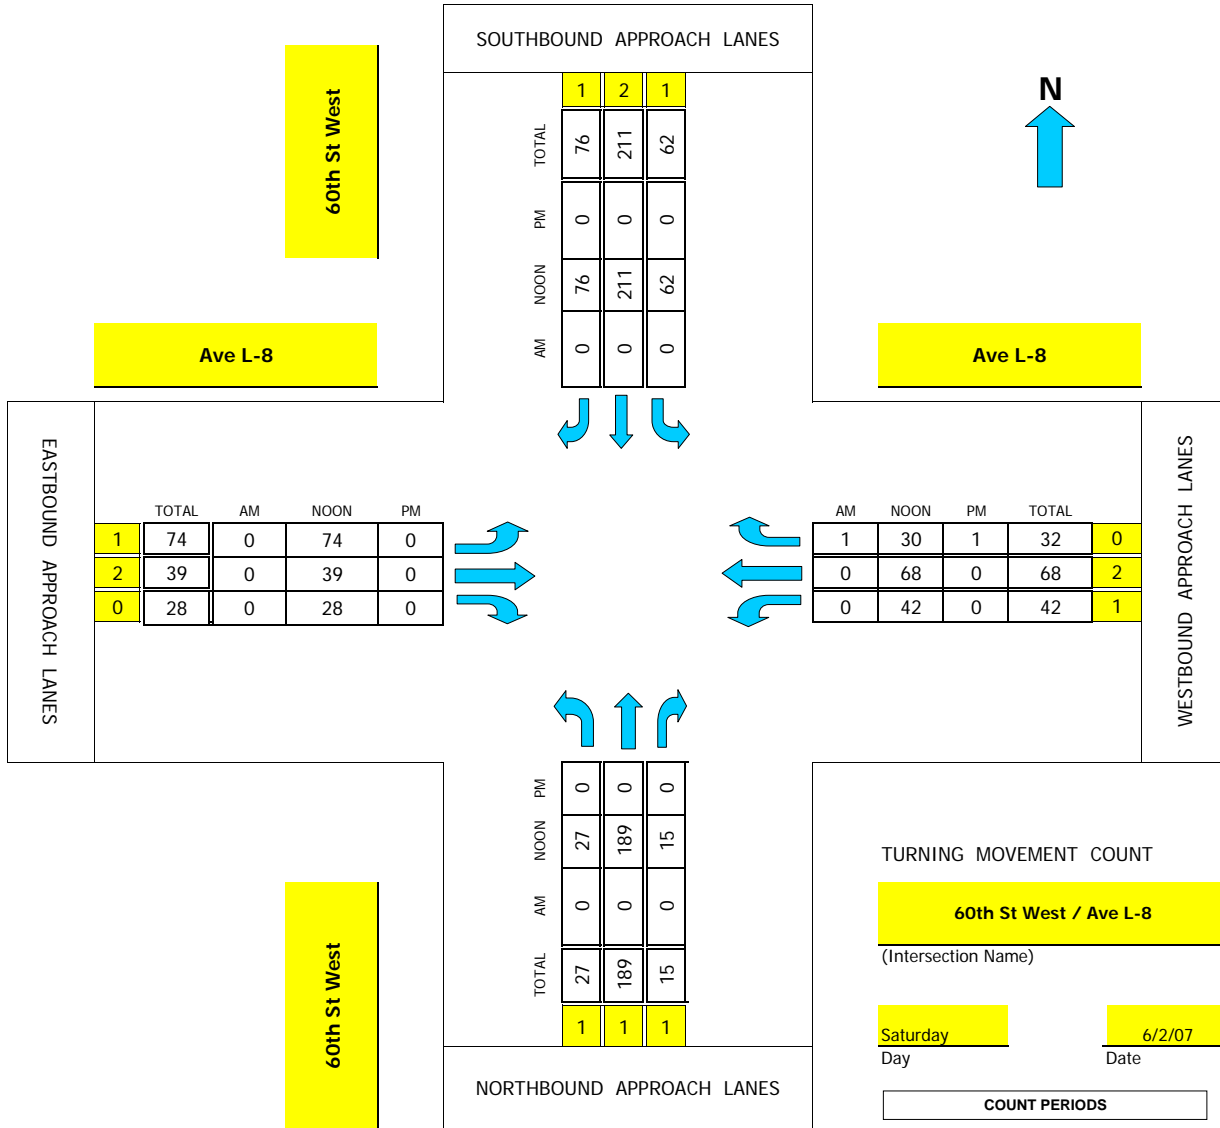 SOUTHBOUND APPROACH LANES
1 2 1
60th St West
N
TOTAL 76 211 62
PM 0 0 0
NOON 76 211 62
AM 0 0 0
Ave L-8
Ave L-8
EASTBOUND APPROACH LANES
TOTAL AM NOON PM
1 74 0 74 0
2 39 0 39 0
0 28 0 28 0
AM NOON PM TOTAL
1 30 1 32 0
0 68 0 68 2
0 42 0 42 1
WESTBOUND APPROACH LANES
PM 0 0 0
NOON 27 189 15
AM 0 0 0
TOTAL 27 189 15
1 1 1
60th St West
NORTHBOUND APPROACH LANES
TURNING MOVEMENT COUNT
60th St West / Ave L-8
(Intersection Name)
Saturday 6/2/07
Day Date
COUNT PERIODS